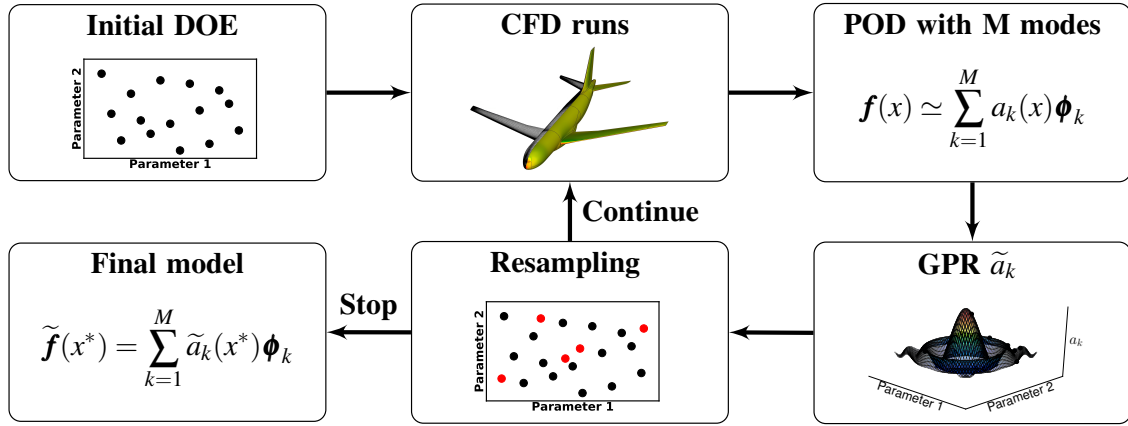 Initial DOE
Parameter 2
Parameter 1
CFD runs
POD with M modes
f(x) ≃ ∑_{k=1}^{M} a_k(x)ϕ_k
Continue
Final model
f̃(x*) = ∑_{k=1}^{M} ã_k(x*)ϕ_k
Stop
Resampling
Parameter 2
Parameter 1
GPR ã_k
a_k
Parameter 1
Parameter 2